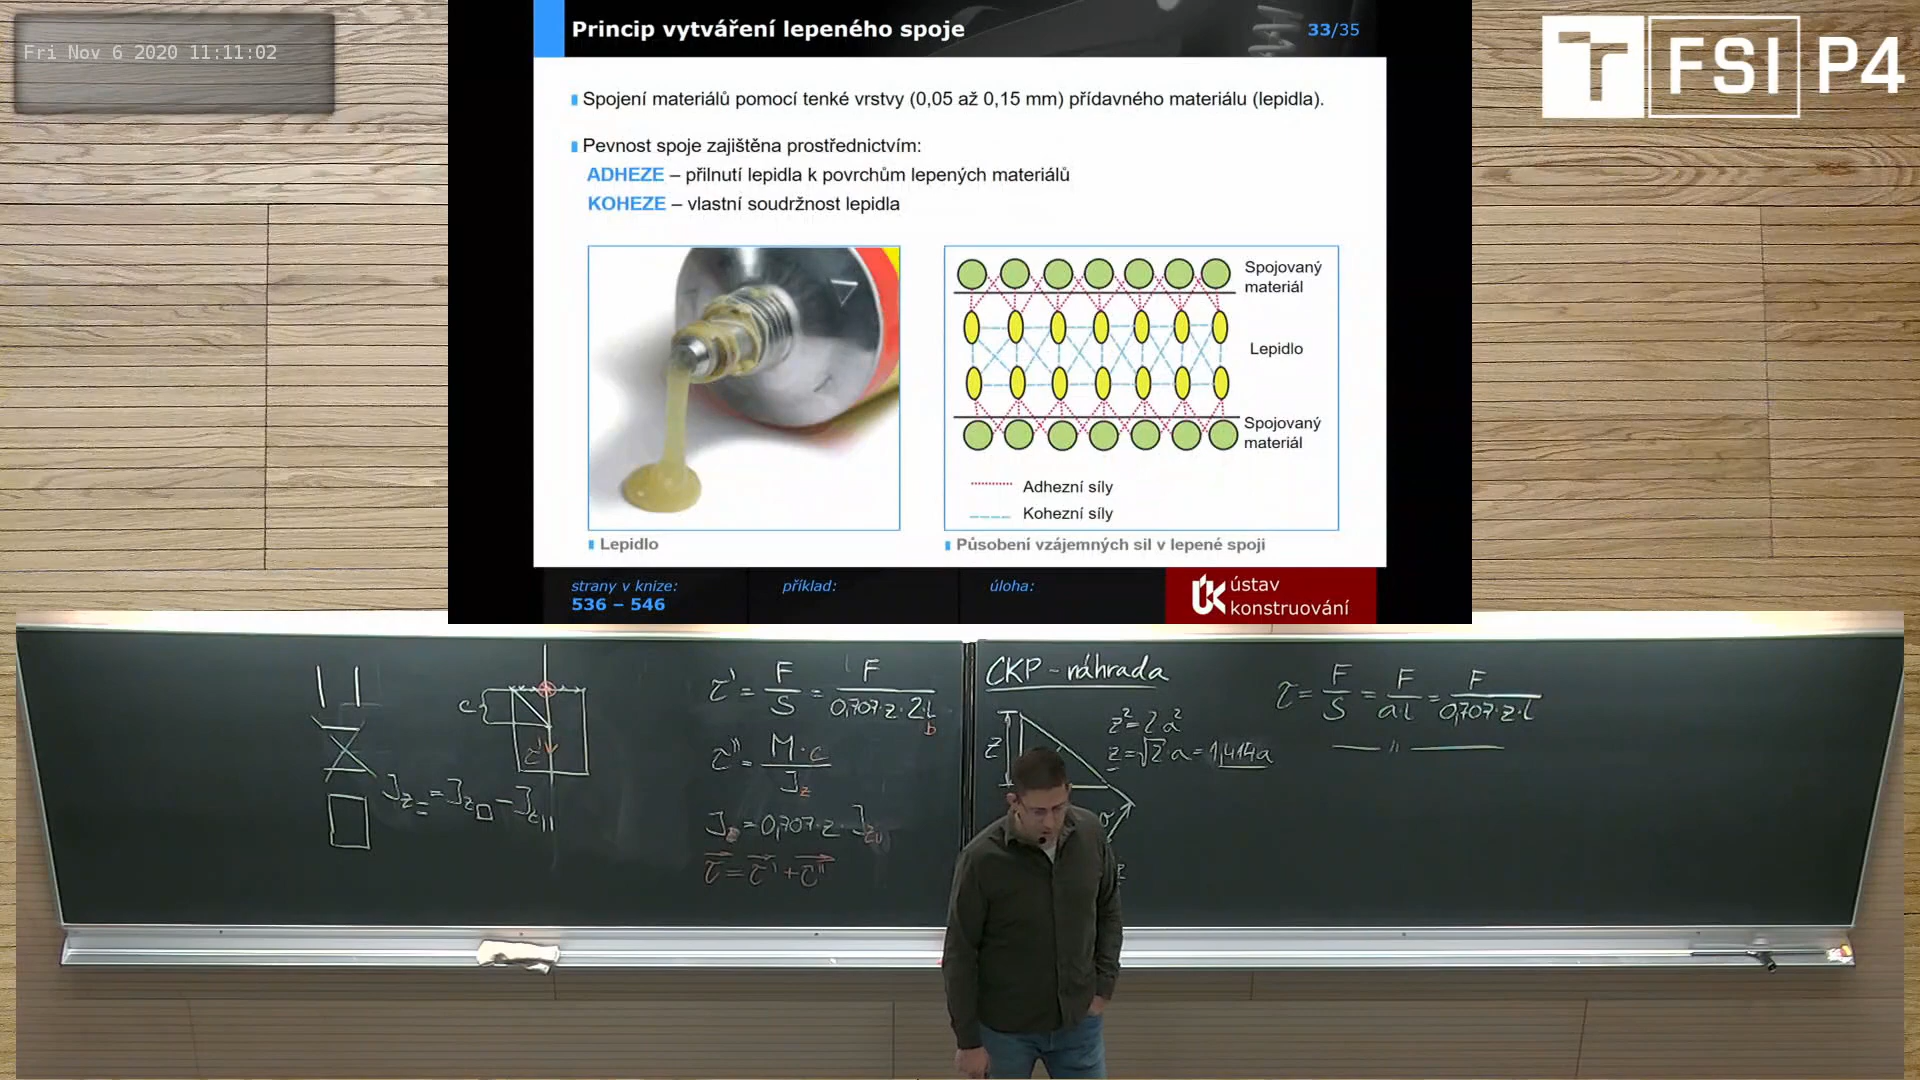 Fri Nov 6 2020 11:11:02
Princip vytváření lepeného spoje
33/35
FSI P4
Spojení materiálů pomocí tenké vrstvy (0,05 až 0,15 mm) přídavného materiálu (lepidla).
Pevnost spoje zajištěna prostřednictvím:
ADHEZE – přilnutí lepidla k povrchům lepených materiálů
KOHEZE – vlastní soudržnost lepidla
Spojovaný
materiál
Lepidlo
Spojovaný
materiál
Adhezní síly
Kohezní síly
Lepidlo
Působení vzájemných sil v lepené spoji
strany v knize:
536 – 546
příklad:
úloha:
ústav
konstruování
c
τ'
τ' = F/S = F/(0,707·z·2·l)
b
τ'' = M·c/J_z
τ = τ' + τ''
CKP - náhrada
z
z² = 2·a²
z = √2·a = 1,414a
τ = F/S = F/(a·l) = F/(0,707·z·l)